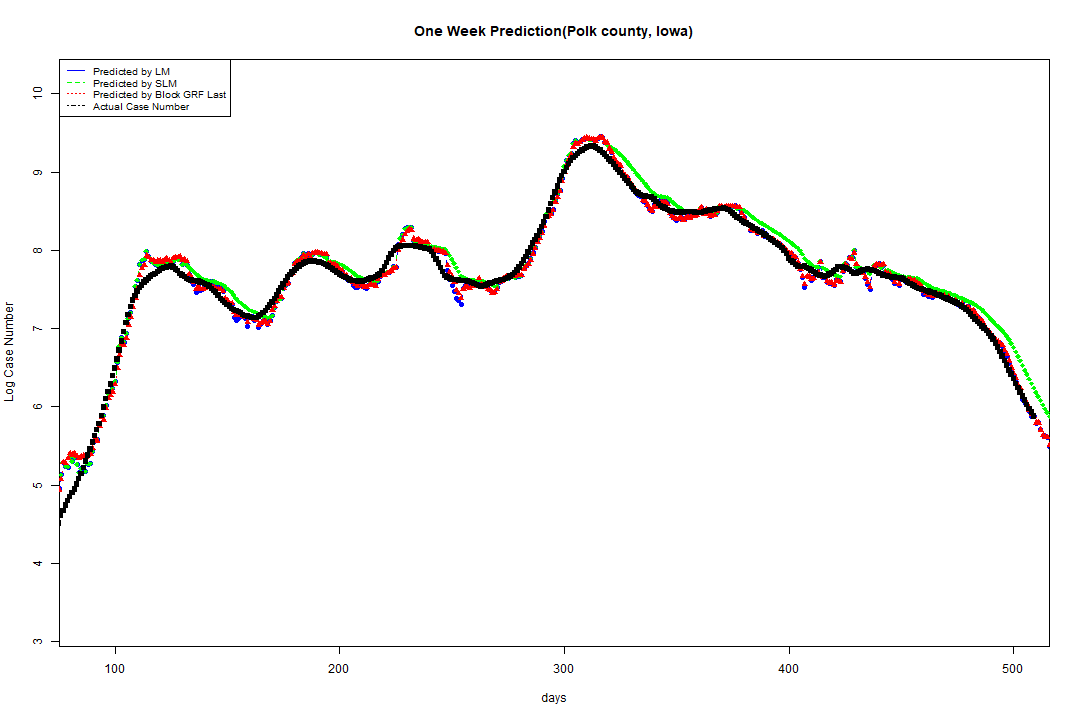 One Week Prediction(Polk county, Iowa)
Predicted by LM
Predicted by SLM
Predicted by Block GRF Last
Actual Case Number
Log Case Number
10
9
8
7
6
5
4
3
100 200 300 400 500
days